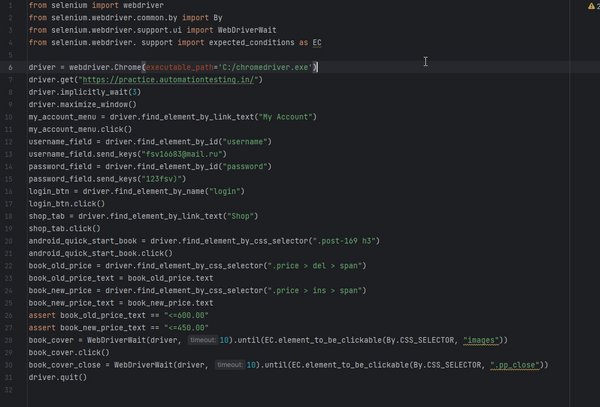 1 from selenium import webdriver
2 from selenium.webdriver.common.by import By
3 from selenium.webdriver.support.ui import WebDriverWait
4 from selenium.webdriver. support import expected_conditions as EC
5
6 driver = webdriver.Chrome(executable_path='C:/chromedriver.exe')
7 driver.get("https://practice.automationtesting.in/")
8 driver.implicitly_wait(3)
9 driver.maximize_window()
10 my_account_menu = driver.find_element_by_link_text("My Account")
11 my_account_menu.click()
12 username_field = driver.find_element_by_id("username")
13 username_field.send_keys("fsv16683@mail.ru")
14 password_field = driver.find_element_by_id("password")
15 password_field.send_keys("123fsv)")
16 login_btn = driver.find_element_by_name("login")
17 login_btn.click()
18 shop_tab = driver.find_element_by_link_text("Shop")
19 shop_tab.click()
20 android_quick_start_book = driver.find_element_by_css_selector(".post-169 h3")
21 android_quick_start_book.click()
22 book_old_price = driver.find_element_by_css_selector(".price > del > span")
23 book_old_price_text = book_old_price.text
24 book_new_price = driver.find_element_by_css_selector(".price > ins > span")
25 book_new_price_text = book_new_price.text
26 assert book_old_price_text == "<=600.00"
27 assert book_new_price_text == "<=450.00"
28 book_cover = WebDriverWait(driver, timeout: 10).until(EC.element_to_be_clickable(By.CSS_SELECTOR, "images"))
29 book_cover.click()
30 book_cover_close = WebDriverWait(driver, timeout: 10).until(EC.element_to_be_clickable(By.CSS_SELECTOR, ".pp_close"))
31 driver.quit()
32
2